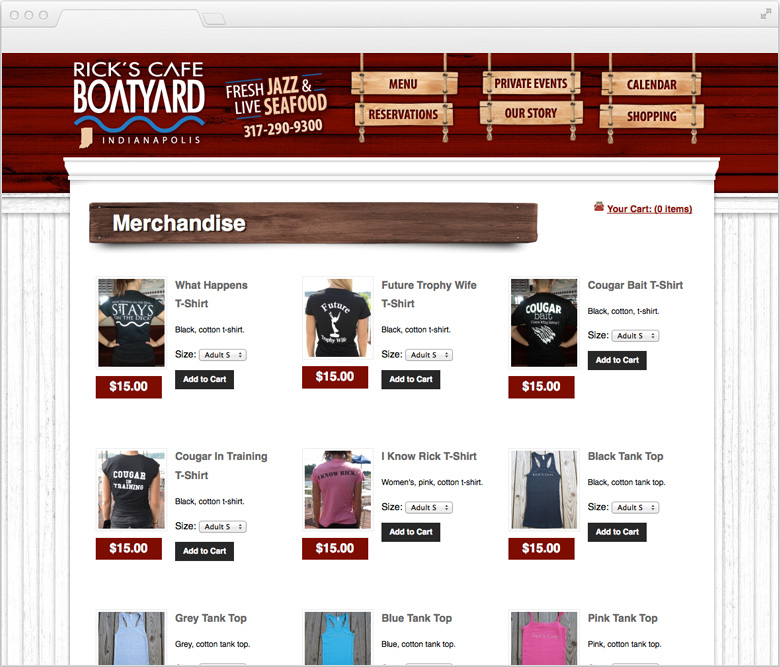 RICK'S CAFE
BOATYARD
INDIANAPOLIS
FRESH JAZZ &
LIVE SEAFOOD
317-290-9300
MENU
PRIVATE EVENTS
CALENDAR
RESERVATIONS
OUR STORY
SHOPPING
Merchandise
Your Cart: (0 items)
STAYS
ON THE DECK
$15.00
What Happens
T-Shirt
Black, cotton t-shirt.
Size: Adult S
Add to Cart
Future
Trophy Wife
$15.00
Future Trophy Wife
T-Shirt
Black, cotton t-shirt.
Size: Adult S
Add to Cart
COUGAR
bait
$15.00
Cougar Bait T-Shirt
Black, cotton, t-shirt.
Size: Adult S
Add to Cart
COUGAR
IN
TRAINING
$15.00
Cougar In Training
T-Shirt
Black, cotton t-shirt.
Size: Adult S
Add to Cart
I KNOW RICK.
$15.00
I Know Rick T-Shirt
Women's, pink, cotton t-shirt.
Size: Adult S
Add to Cart
$15.00
Black Tank Top
Black, cotton tank top.
Size: Adult S
Add to Cart
Grey Tank Top
Grey, cotton tank top.
Blue Tank Top
Blue, cotton tank top.
Pink Tank Top
Pink, cotton tank top.